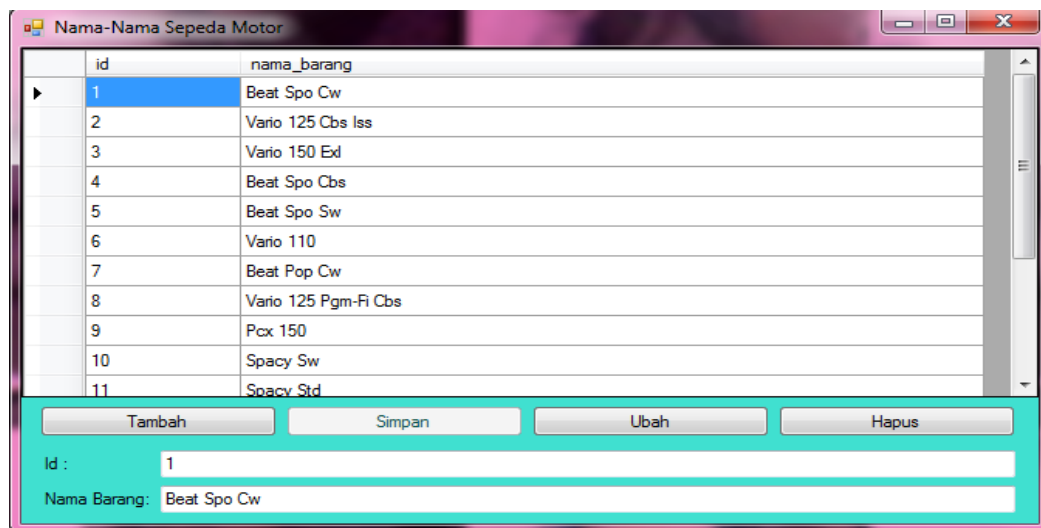 Nama-Nama Sepeda Motor
id nama_barang
1 Beat Spo Cw
2 Vario 125 Cbs Iss
3 Vario 150 Exl
4 Beat Spo Cbs
5 Beat Spo Sw
6 Vario 110
7 Beat Pop Cw
8 Vario 125 Pgm-Fi Cbs
9 Pcx 150
10 Spacy Sw
11 Spacy Std
Tambah Simpan Ubah Hapus
Id : 1
Nama Barang: Beat Spo Cw